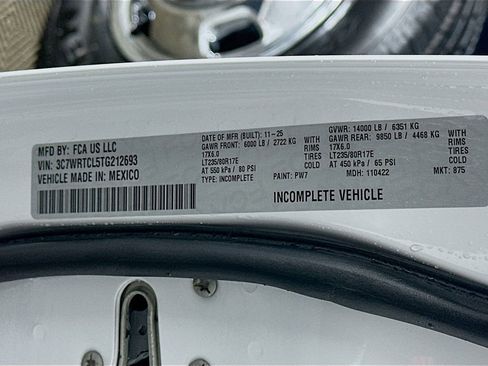 MFD BY: FCA US LLC
VIN: 3C7WRTCL5TG212693
VEHICLE MADE IN: MEXICO
DATE OF MFR (BUILT): 11-25
GAWR FRONT: 6000 LB / 2722 KG
17X6.0 RIMS
LT235/80R17E TIRES
AT 550 kPa / 80 PSI WITH
TYPE: INCOMPLETE PAINT: PW7
GVWR: 14000 LB / 6351 KG
GAWR REAR: 9850 LB / 4468 KG
17X6.0 RIMS
LT235/80R17E TIRES
AT 450 kPa / 65 PSI WITH
MDH: 110422 MKT: 875
INCOMPLETE VEHICLE